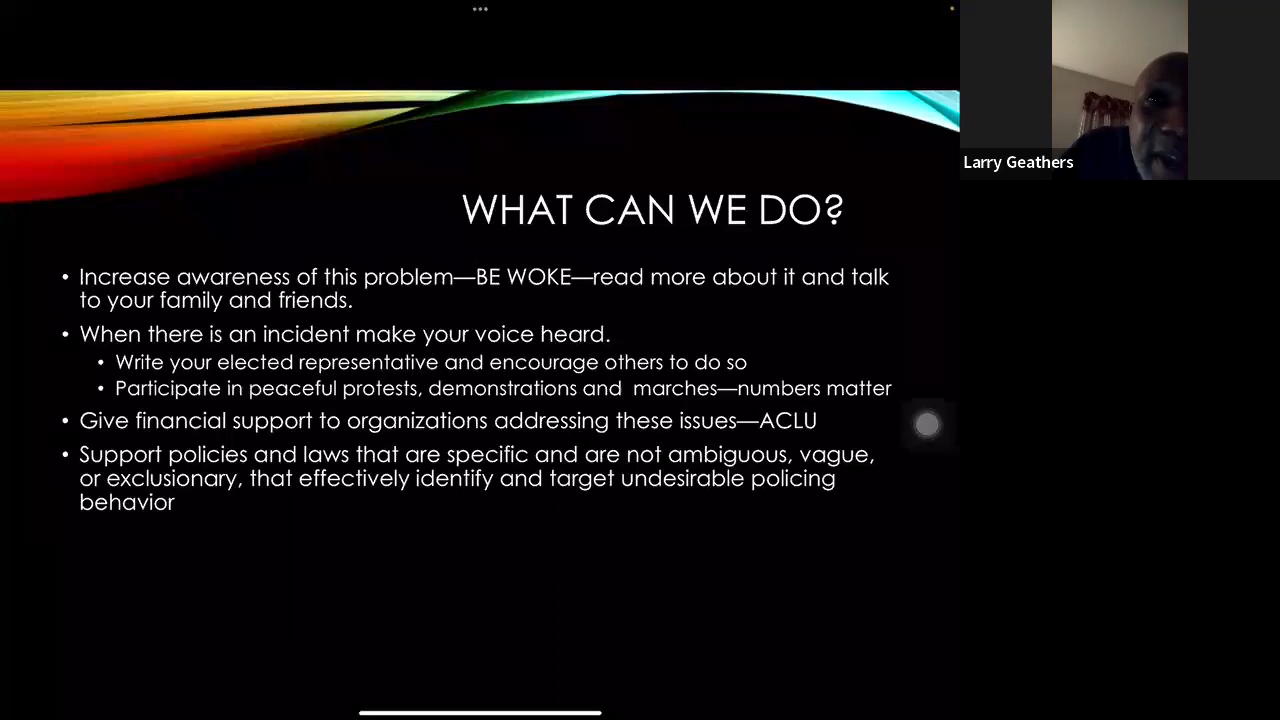 WHAT CAN WE DO?
• Increase awareness of this problem—BE WOKE—read more about it and talk
to your family and friends.
• When there is an incident make your voice heard.
• Write your elected representative and encourage others to do so
• Participate in peaceful protests, demonstrations and  marches—numbers matter
• Give financial support to organizations addressing these issues—ACLU
• Support policies and laws that are specific and are not ambiguous, vague,
or exclusionary, that effectively identify and target undesirable policing
behavior
Larry Geathers